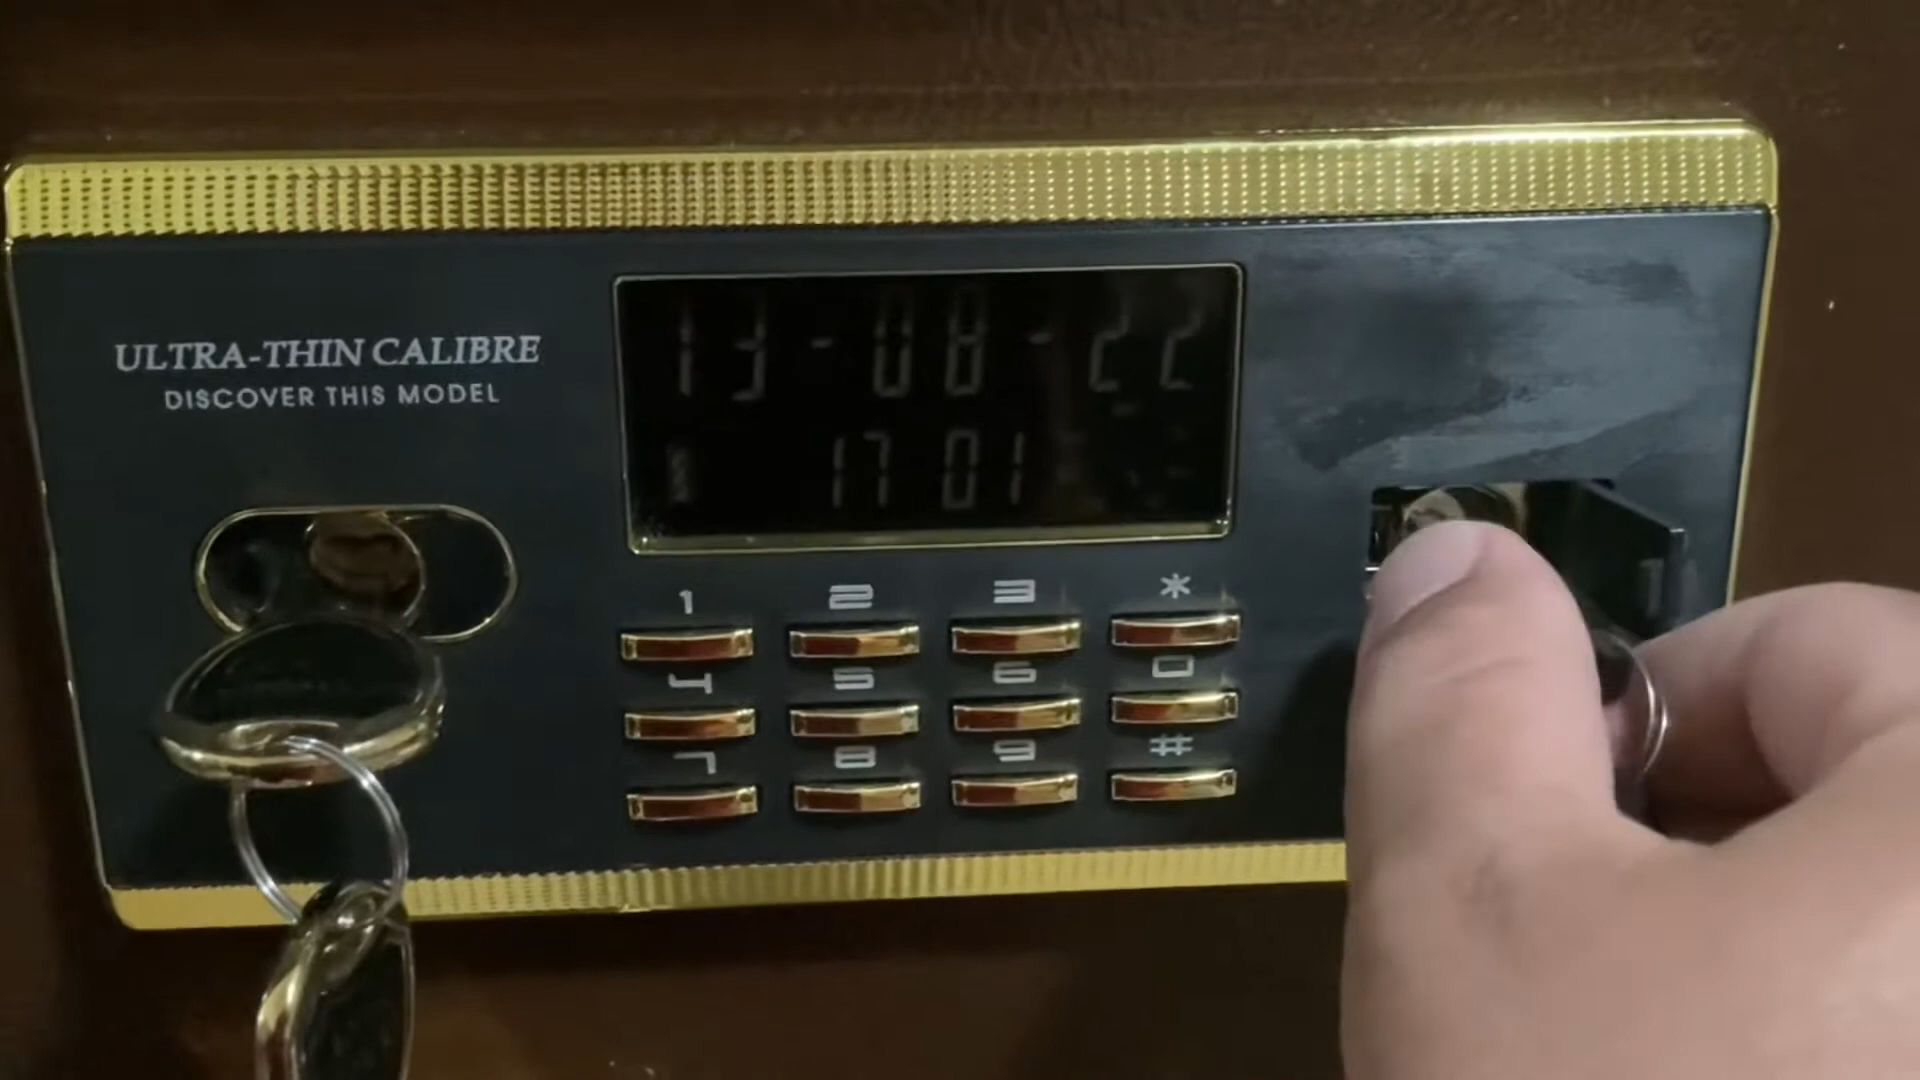 ULTRA-THIN CALIBRE
DISCOVER THIS MODEL
13-08-22
17 01
1 2 3 *
4 5 6 0
7 8 9 #